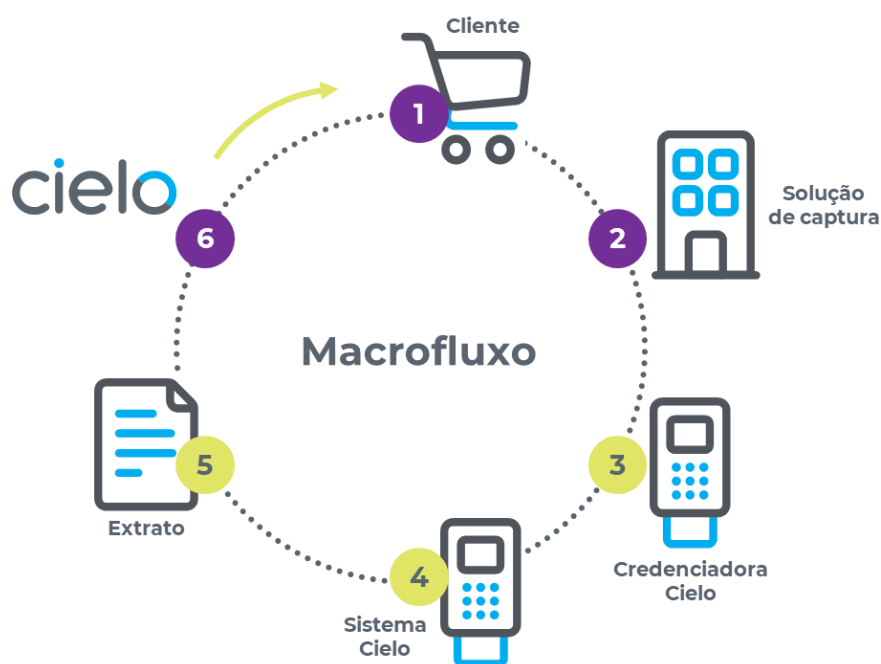 Cliente
1
cielo
6
2
Solução
de captura
Macrofluxo
5
Extrato
3
Credenciadora
Cielo
4
Sistema
Cielo